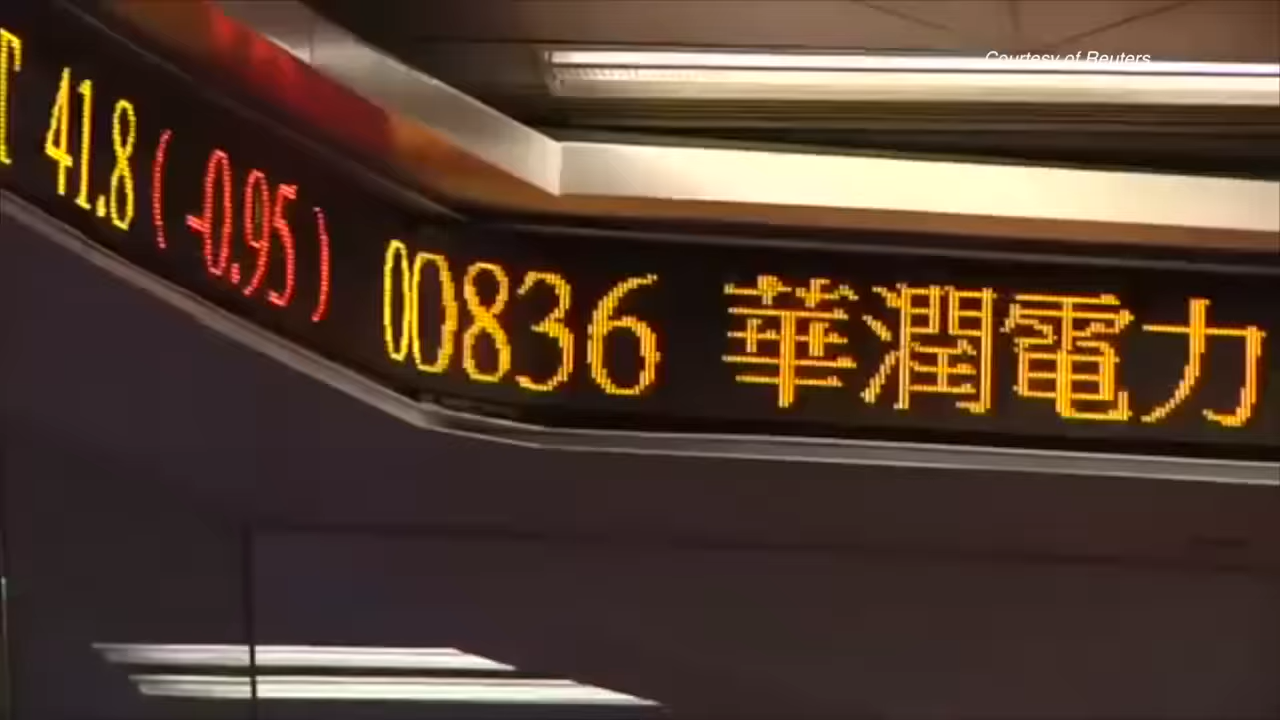 Courtesy of Reuters
T 41.8 (-0.95) 00836 華潤電力